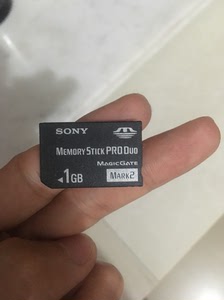 SONY
MEMORY STICK PRO DUO
MAGICGATE
1GB MARK2